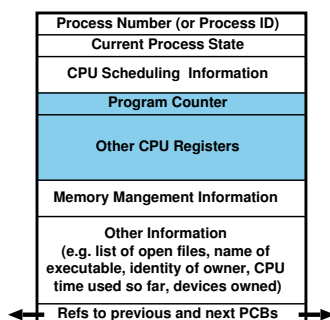 Process Number (or Process ID)
Current Process State
CPU Scheduling Information
Program Counter
Other CPU Registers
Memory Mangement Information
Other Information
(e.g. list of open files, name of
executable, identity of owner, CPU
time used so far, devices owned)
Refs to previous and next PCBs